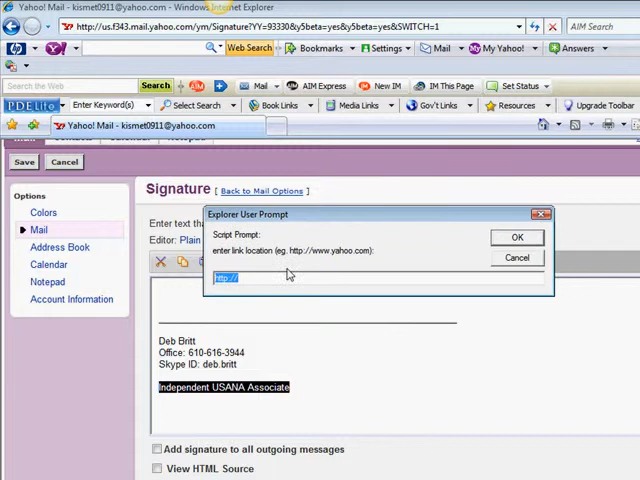 Yahoo! Mail - kismet0911@yahoo.com - Windows Internet Explorer
http://us.f343.mail.yahoo.com/ym/Signature?YY=93330&y5beta=yes&y5beta=yes&SWITCH=1
AIM Search
Web Search Bookmarks Settings Mail My Yahoo! Answers
Search the Web Search AIM Mail AIM Express New IM IM This Page Set Status
PDELite Enter Keyword(s) Search Select Book Links Media Links Gov't Links Resources Upgrade Toolbar
Yahoo! Mail - kismet0911@yahoo.com
Save Cancel
Options
Colors
Mail
Address Book
Calendar
Notepad
Account Information
Signature [ Back to Mail Options ]
Enter text tha
Editor: Plain
Explorer User Prompt
Script Prompt:
enter link location (eg. http://www.yahoo.com):
OK
Cancel
http://
Deb Britt
Office: 610-616-3944
Skype ID: deb.britt
Independent USANA Associate
Add signature to all outgoing messages
View HTML Source